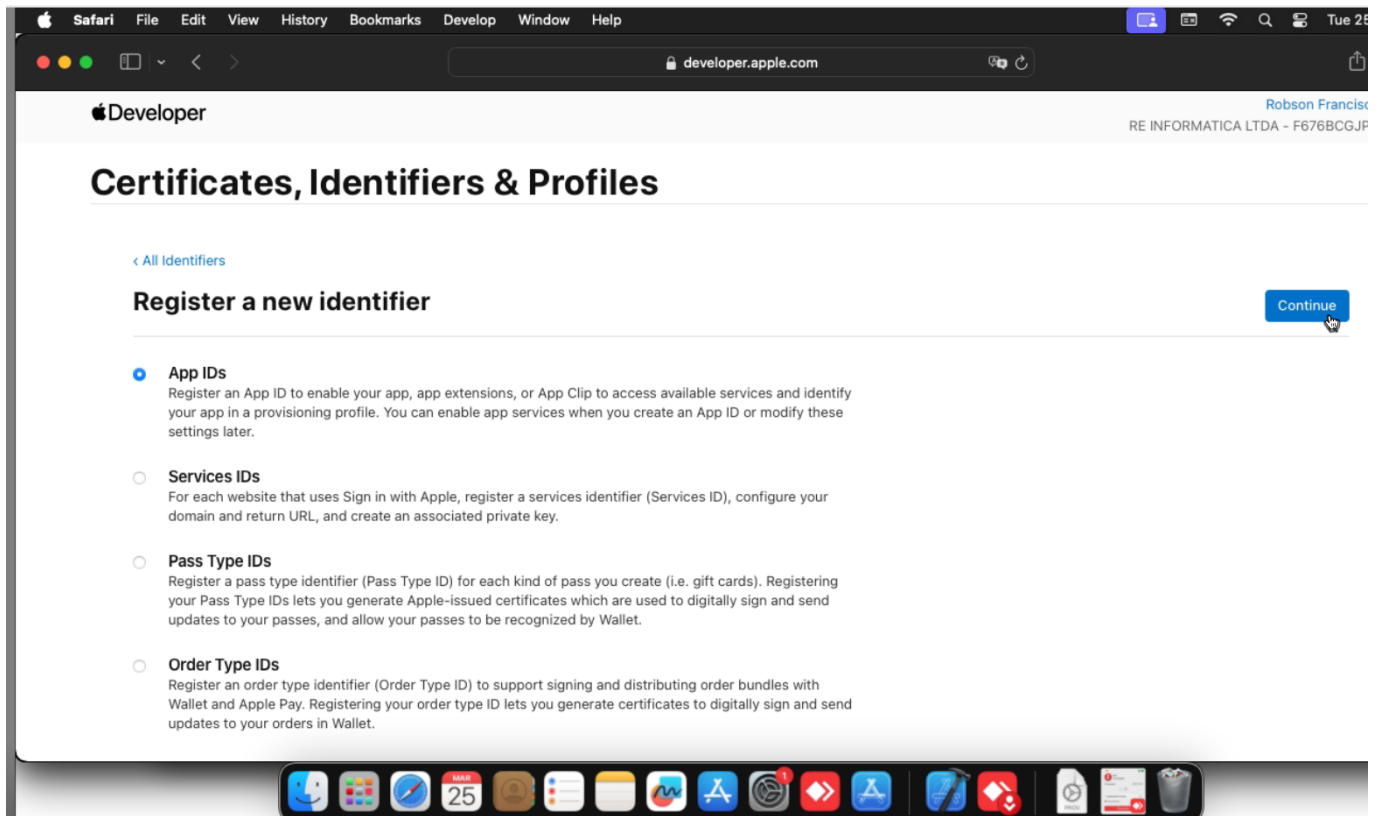 Safari File Edit View History Bookmarks Develop Window Help Tue 25
developer.apple.com
Developer
Robson Francisc
RE INFORMATICA LTDA - F676BCGJP
Certificates, Identifiers & Profiles
‹ All Identifiers
Register a new identifier
Continue
App IDs
Register an App ID to enable your app, app extensions, or App Clip to access available services and identify
your app in a provisioning profile. You can enable app services when you create an App ID or modify these
settings later.
Services IDs
For each website that uses Sign in with Apple, register a services identifier (Services ID), configure your
domain and return URL, and create an associated private key.
Pass Type IDs
Register a pass type identifier (Pass Type ID) for each kind of pass you create (i.e. gift cards). Registering
your Pass Type IDs lets you generate Apple-issued certificates which are used to digitally sign and send
updates to your passes, and allow your passes to be recognized by Wallet.
Order Type IDs
Register an order type identifier (Order Type ID) to support signing and distributing order bundles with
Wallet and Apple Pay. Registering your order type ID lets you generate certificates to digitally sign and send
updates to your orders in Wallet.
MAR
25
1
PROV